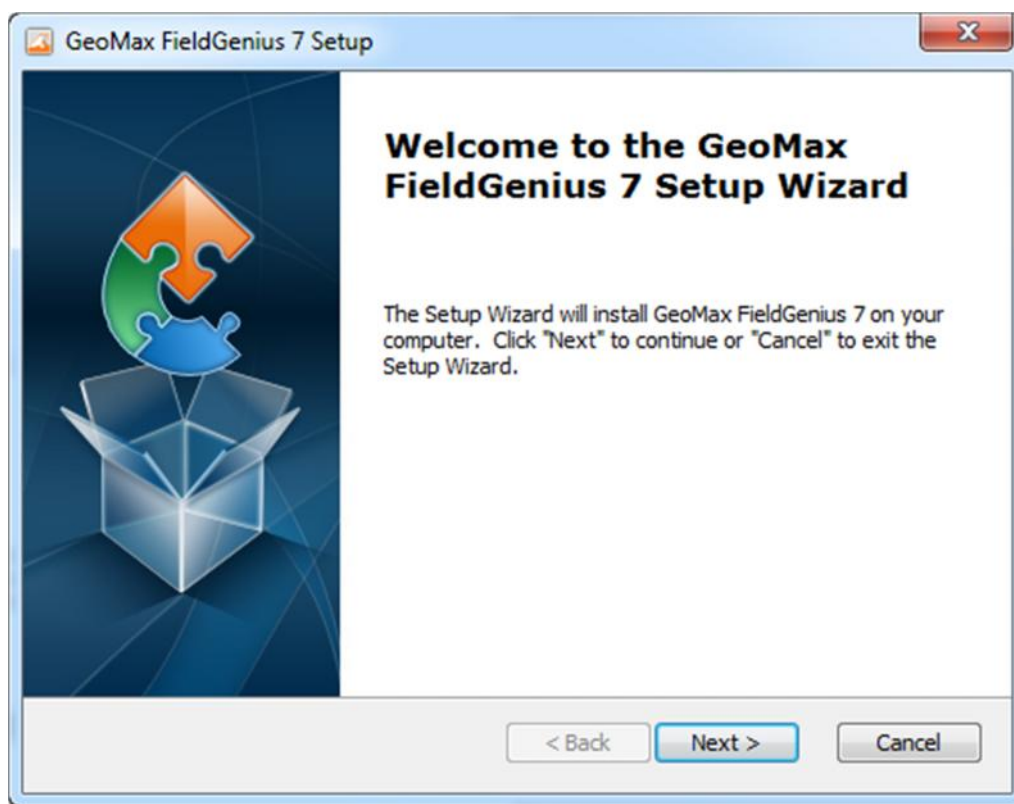 GeoMax FieldGenius 7 Setup
Welcome to the GeoMax
FieldGenius 7 Setup Wizard
The Setup Wizard will install GeoMax FieldGenius 7 on your
computer. Click "Next" to continue or "Cancel" to exit the
Setup Wizard.
< Back Next > Cancel